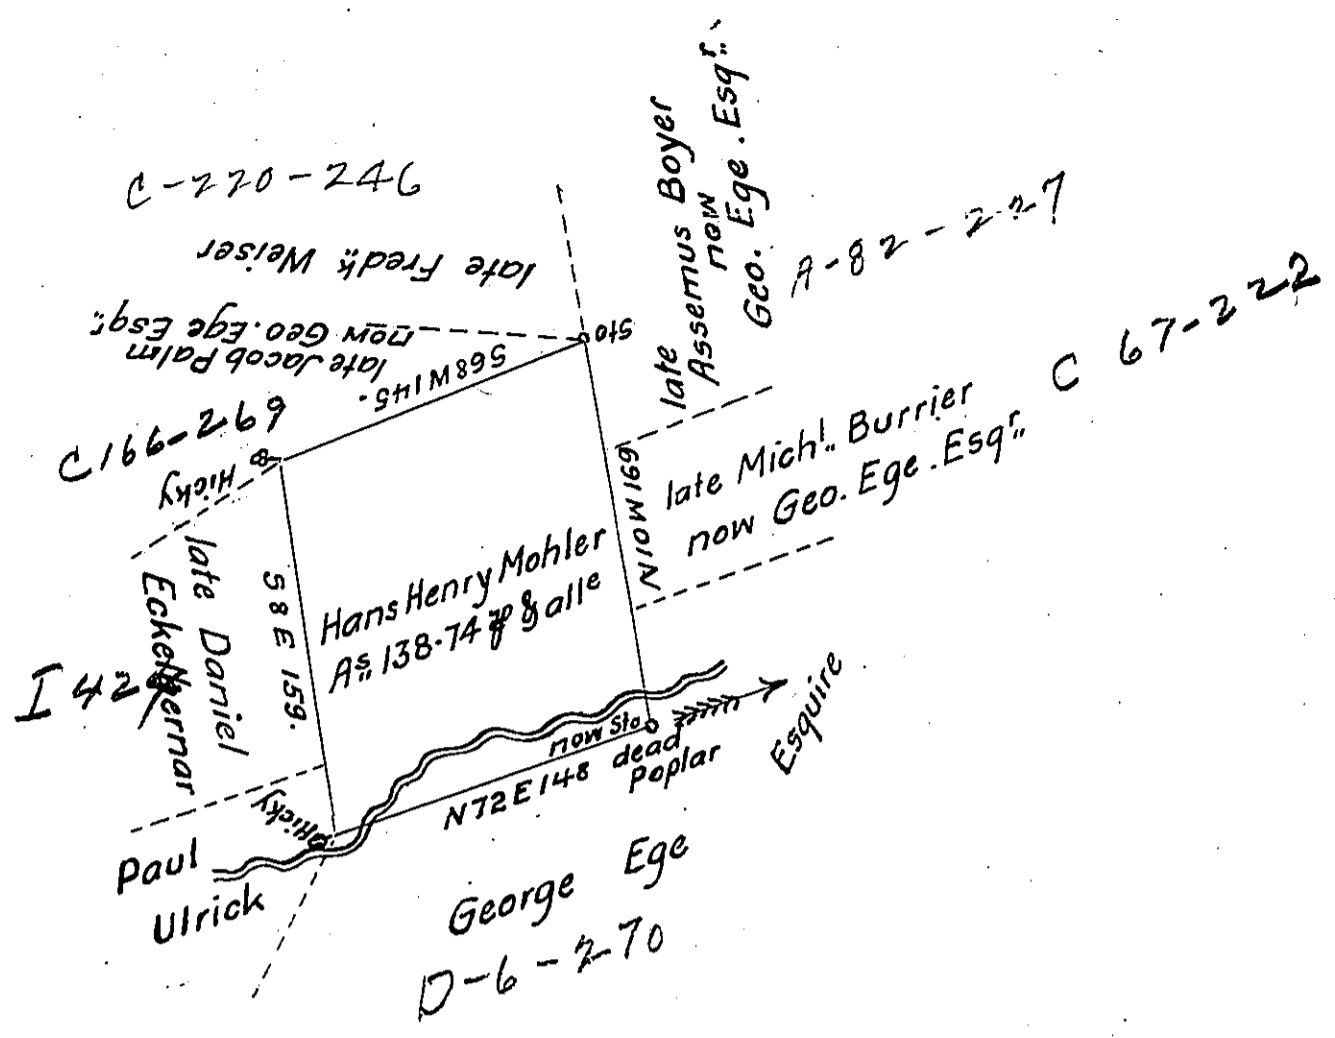 C-220-246
late Fredk. Weiser
now Geo. Ege Esqr.
late Jacob Palm
C166-269
S68W145.
Sto
late
Assemus Boyer
now
Geo. Ege. Esqr.
A-82-227
late Michl. Burrier
now Geo. Ege. Esqr.
C 67-222
Hicky
late Daniel
S8E 159.
Hans Henry Mohler
As. 138.74 & alle
N10W169
I 42
now Sto
dead
Poplar
N72E148
Hicky
Paul
Ulrick
George Ege
Esquire
D-6-270